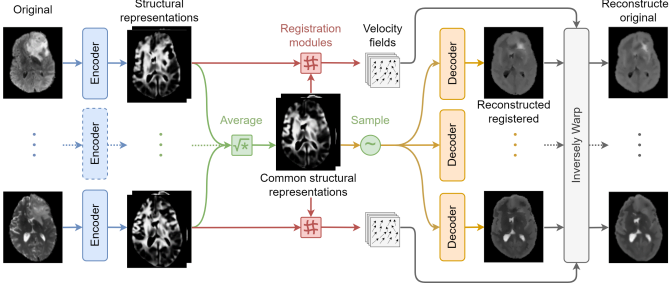 Original
Structural
representations
Registration
modules
Velocity
fields
Reconstructe
original
Encoder
Decoder
Average
Sample
Reconstructed
registered
Encoder
√*
~
Decoder
Inversely Warp
Common structural
representations
Encoder
Decoder